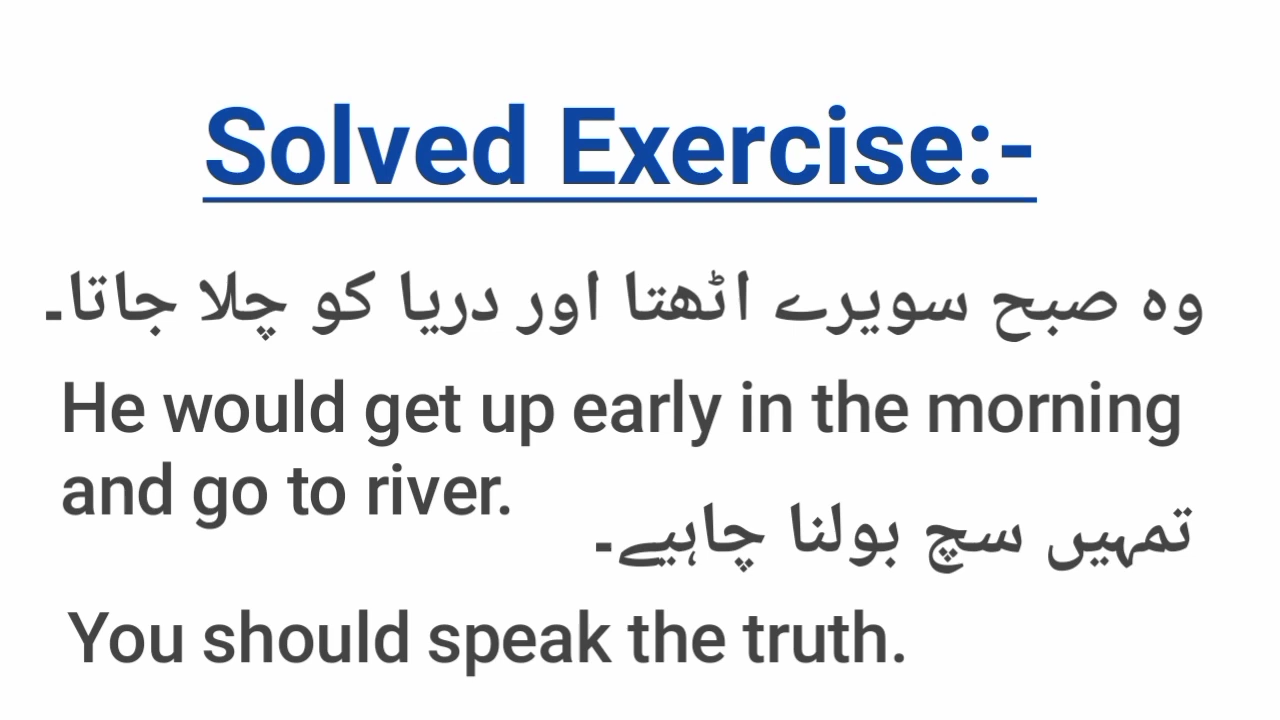 Solved Exercise:-
وہ صبح سویرے اٹھتا اور دریا کو چلا جاتا۔
He would get up early in the morning
and go to river.
تمہیں سچ بولنا چاہیے۔
You should speak the truth.